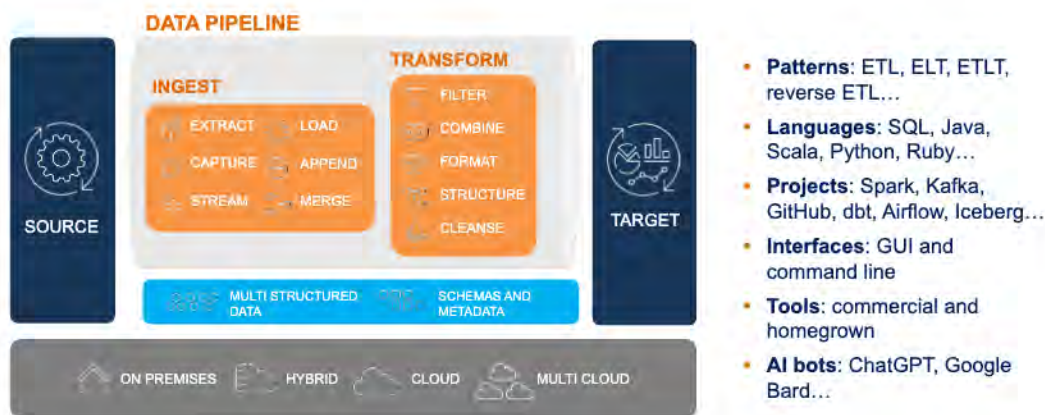 DATA PIPELINE
SOURCE
INGEST
EXTRACT
LOAD
CAPTURE
APPEND
STREAM
MERGE
TRANSFORM
FILTER
COMBINE
FORMAT
STRUCTURE
CLEANSE
TARGET
MULTI STRUCTURED
DATA
SCHEMAS AND
METADATA
ON PREMISES
HYBRID
CLOUD
MULTI CLOUD
• Patterns: ETL, ELT, ETLT,
reverse ETL…
• Languages: SQL, Java,
Scala, Python, Ruby…
• Projects: Spark, Kafka,
GitHub, dbt, Airflow, Iceberg…
• Interfaces: GUI and
command line
• Tools: commercial and
homegrown
• AI bots: ChatGPT, Google
Bard…